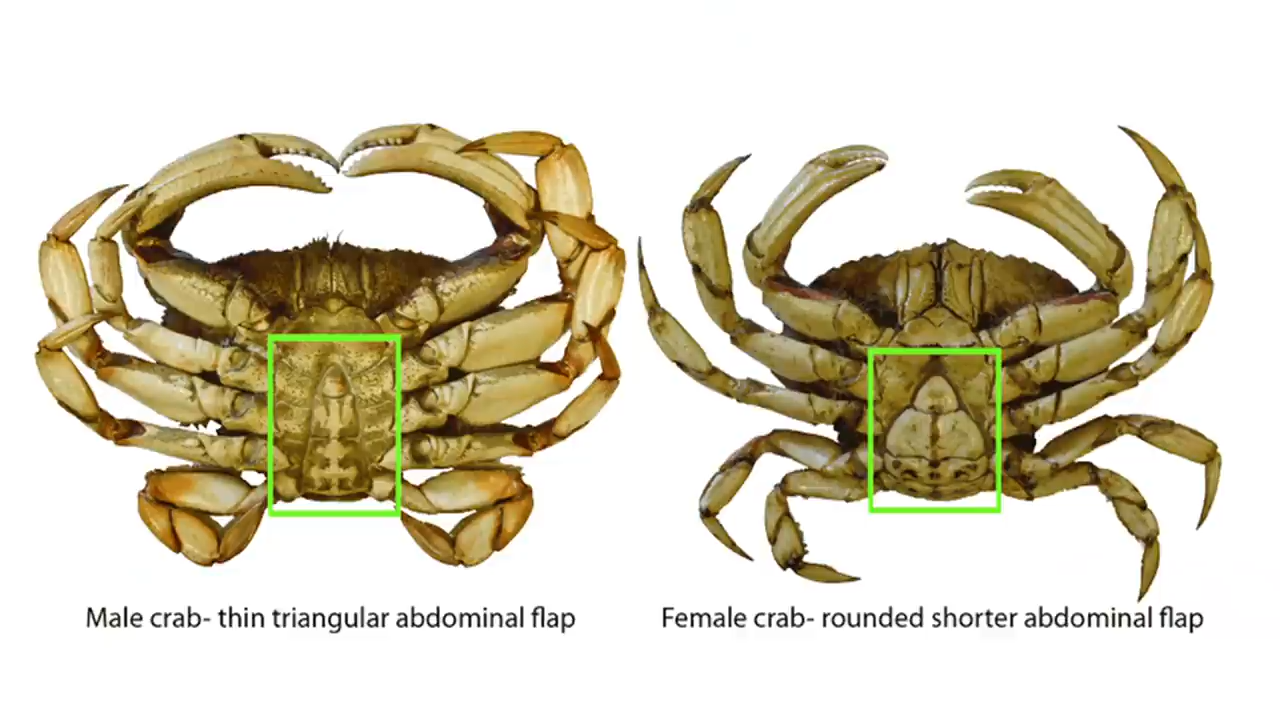 Male crab- thin triangular abdominal flap
Female crab- rounded shorter abdominal flap